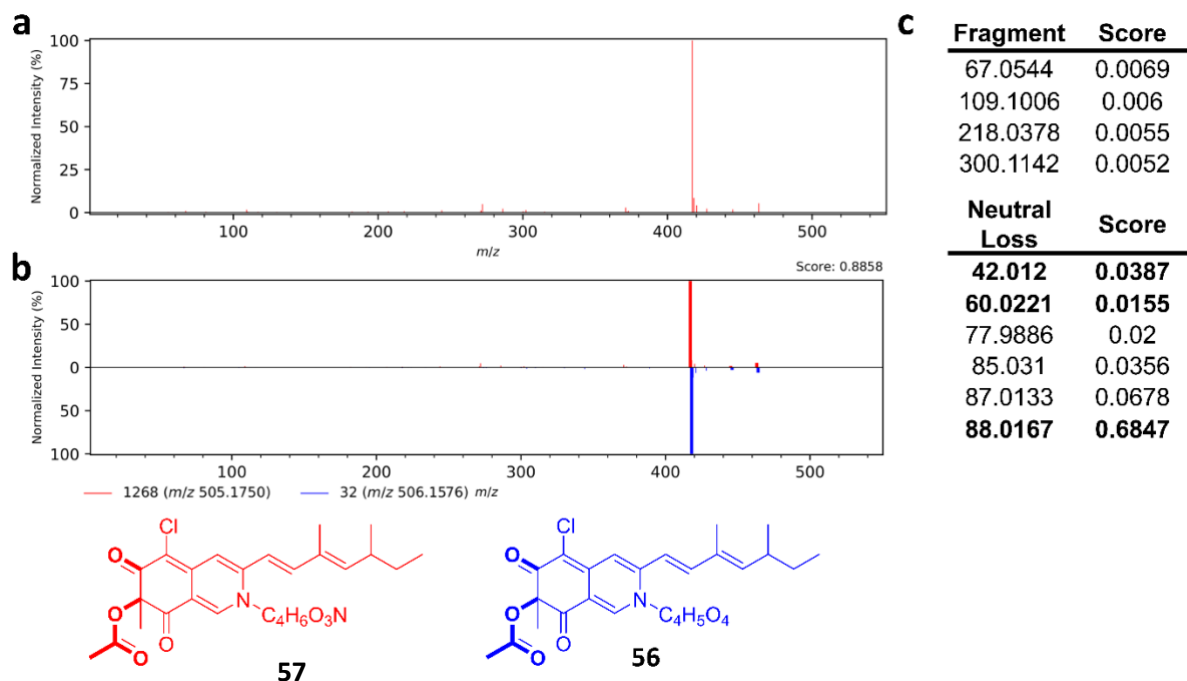 a
Normalized Intensity (%)
100
75
50
25
0
100 200 300 400 500
m/z
b
Score: 0.8858
Normalized Intensity (%)
100
50
0
50
100
100 200 300 400 500
1268 (m/z 505.1750) 32 (m/z 506.1576) m/z
Cl
O
O
N
C4H6O3N
O
O
57
Cl
O
O
N
C4H5O4
O
O
56
c
Fragment Score
67.0544 0.0069
109.1006 0.006
218.0378 0.0055
300.1142 0.0052
Neutral
Loss Score
42.012 0.0387
60.0221 0.0155
77.9886 0.02
85.031 0.0356
87.0133 0.0678
88.0167 0.6847